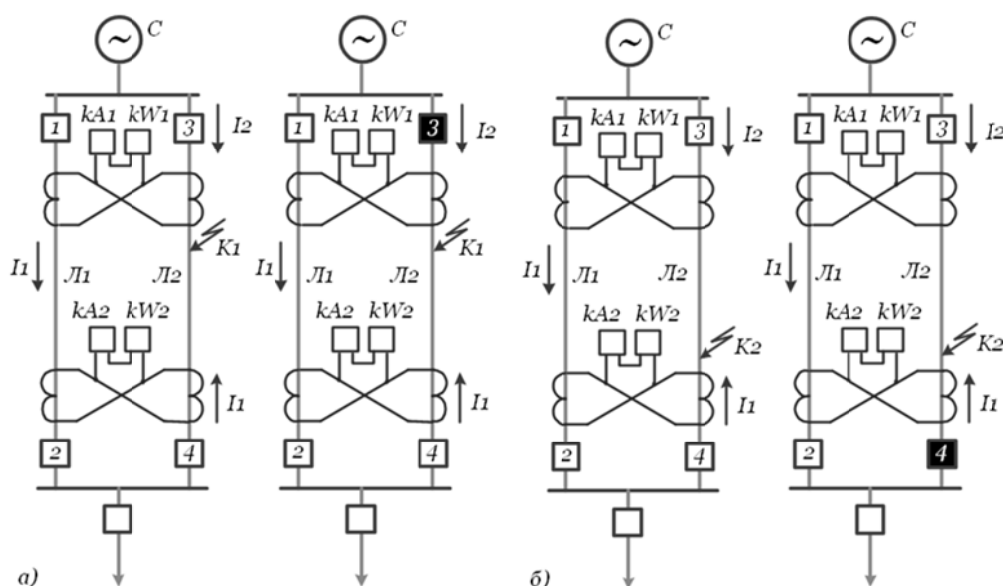 C C C C
kA1 kW1 kA1 kW1 kA1 kW1 kA1 kW1
1 3 I2 1 3 I2 1 3 I2 1 3 I2
K1 K1
I1 Л1 Л2 I1 Л1 Л2 I1 Л1 Л2 I1 Л1 Л2
kA2 kW2 kA2 kW2 kA2 kW2 kA2 kW2
K2 K2
I1 I1 I1 I1
2 4 2 4 2 4 2 4
а) б)